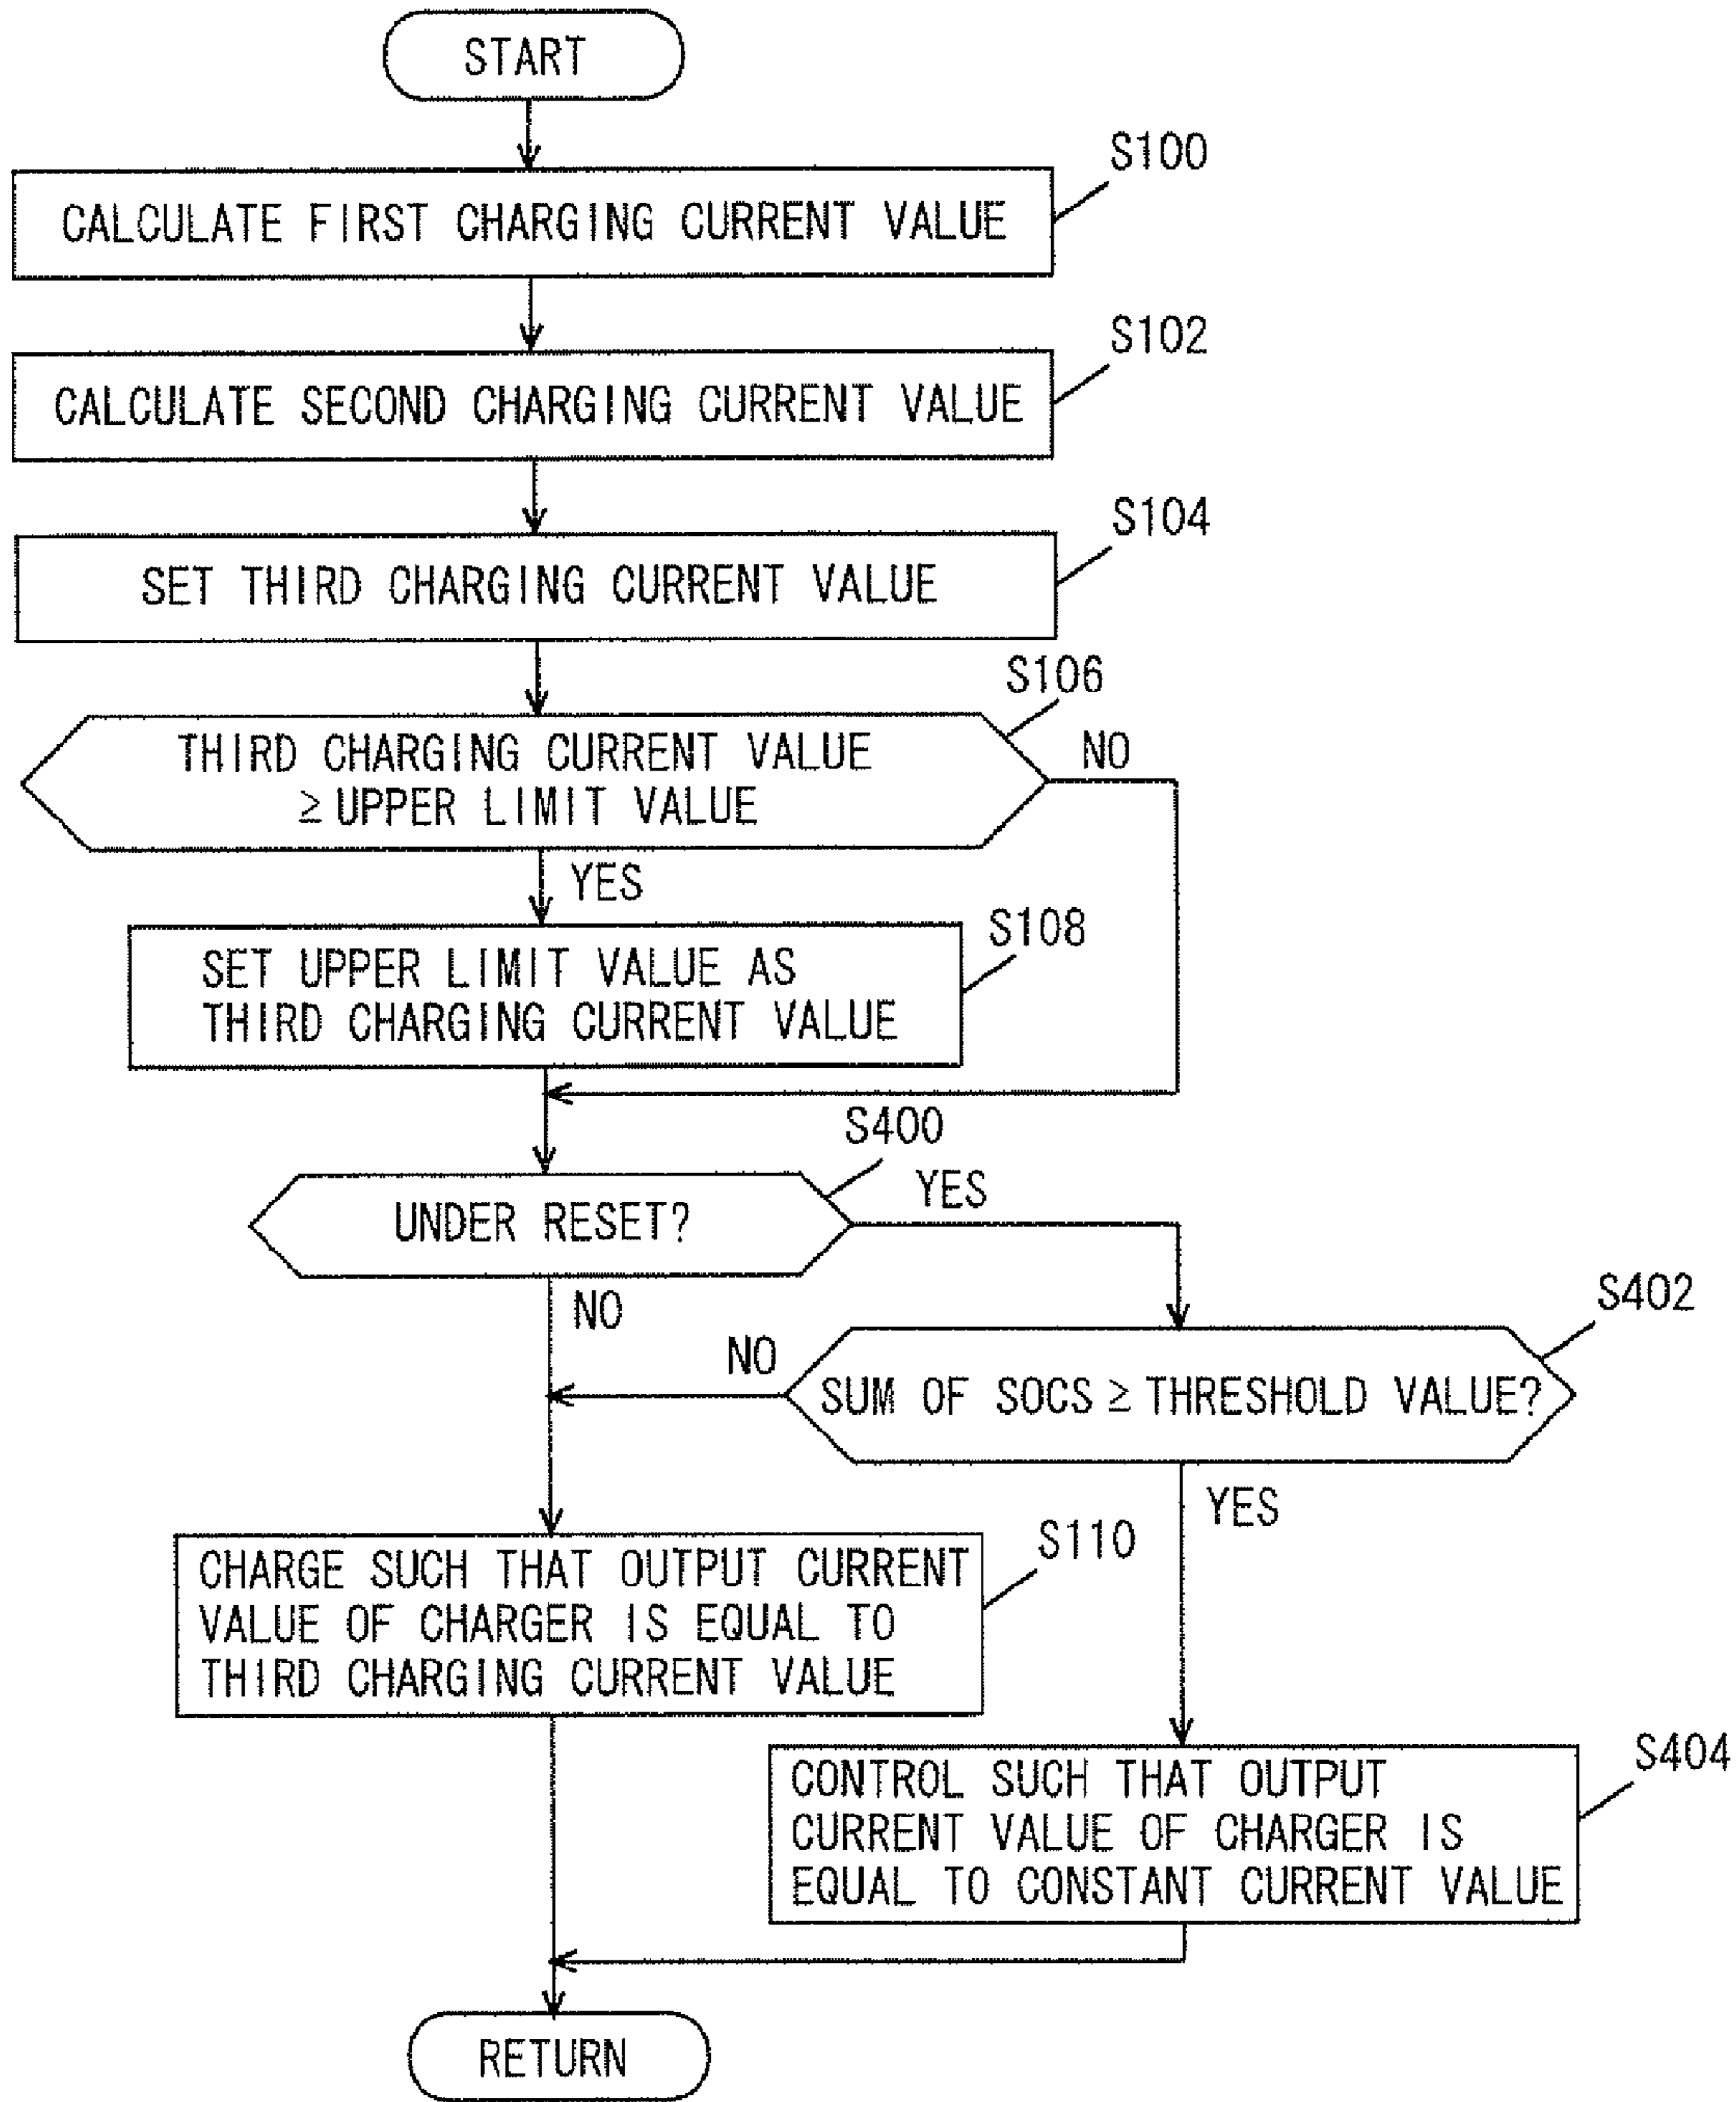 START
S100
CALCULATE FIRST CHARGING CURRENT VALUE
S102
CALCULATE SECOND CHARGING CURRENT VALUE
S104
SET THIRD CHARGING CURRENT VALUE
S106
THIRD CHARGING CURRENT VALUE
≥ UPPER LIMIT VALUE
NO
YES
S108
SET UPPER LIMIT VALUE AS
THIRD CHARGING CURRENT VALUE
S400
UNDER RESET?
YES
NO
S402
NO
SUM OF SOCS ≥ THRESHOLD VALUE?
YES
S110
CHARGE SUCH THAT OUTPUT CURRENT
VALUE OF CHARGER IS EQUAL TO
THIRD CHARGING CURRENT VALUE
S404
CONTROL SUCH THAT OUTPUT
CURRENT VALUE OF CHARGER IS
EQUAL TO CONSTANT CURRENT VALUE
RETURN